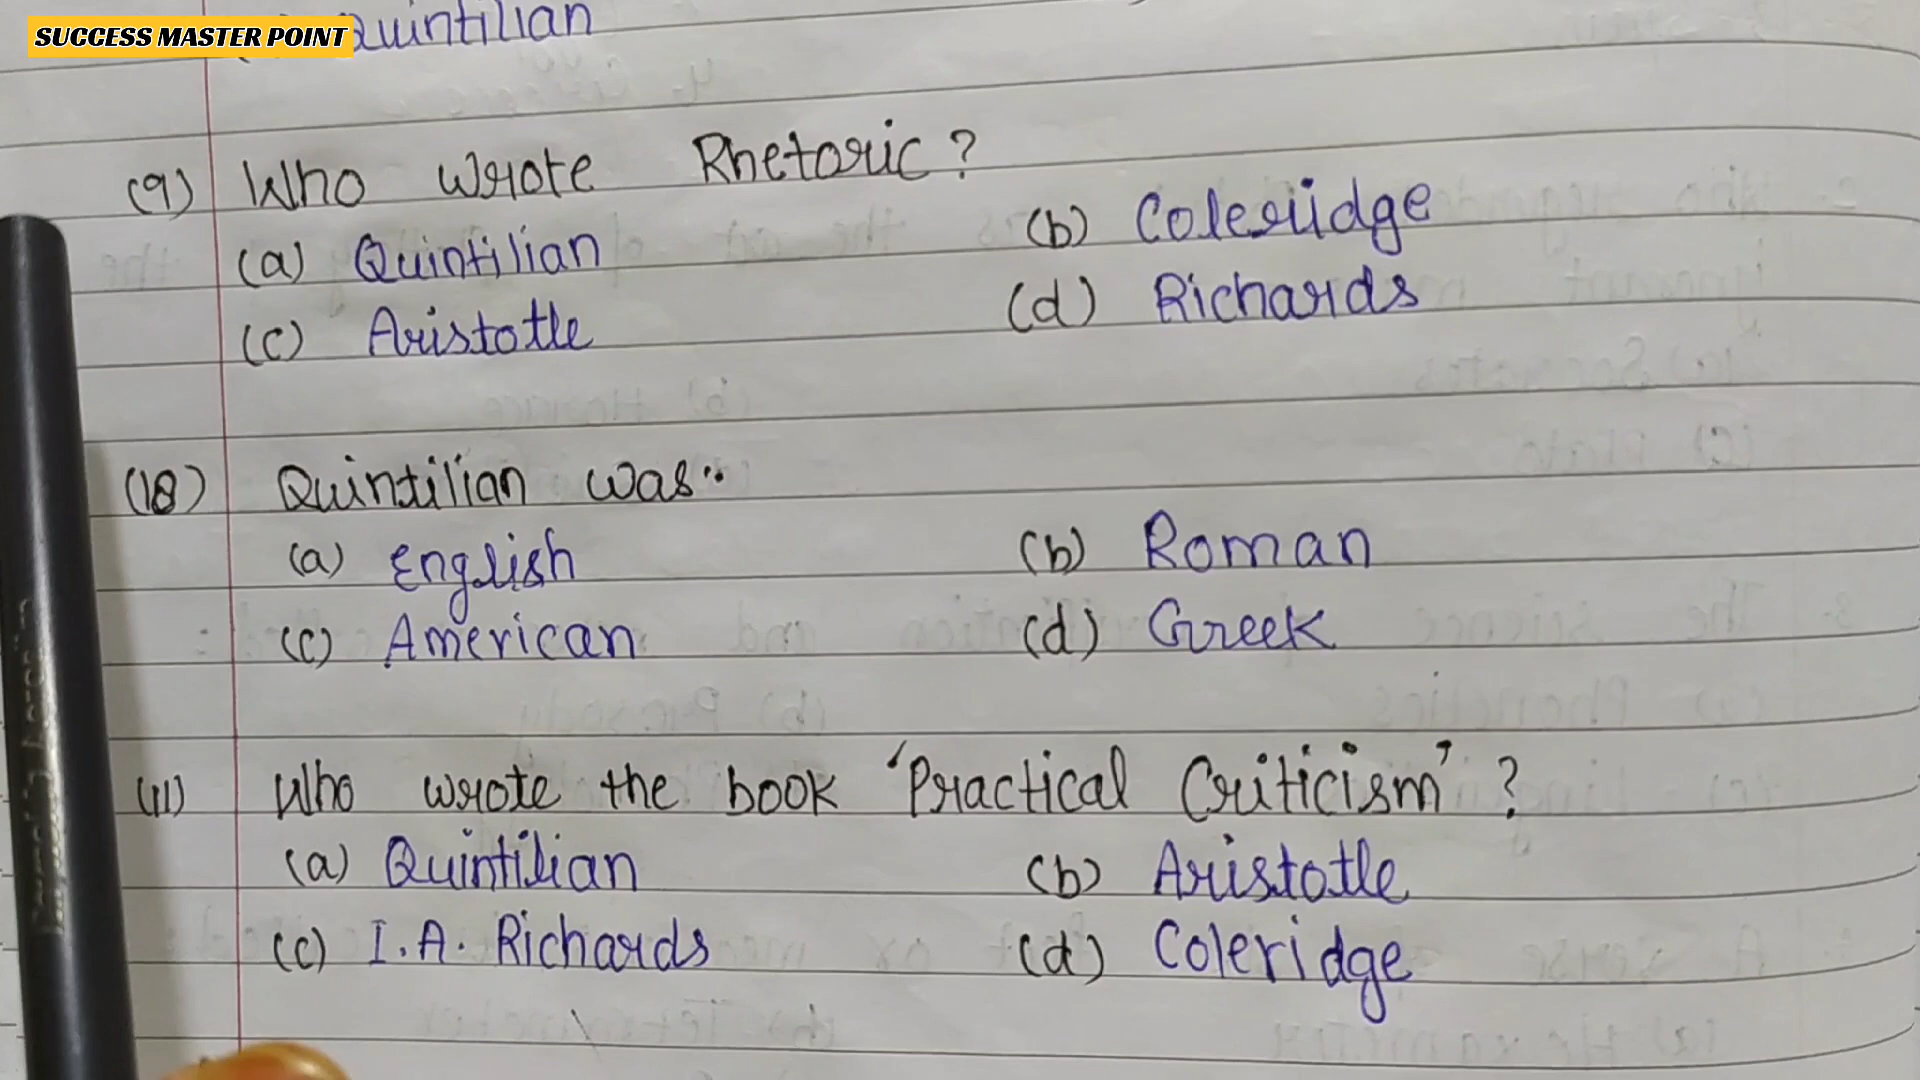 SUCCESS MASTER POINT
Quintilian
(9) Who wrote Rhetoric?
(a) Quintilian (b) Coleridge
(c) Aristotle (d) Richards
(10) Quintilian was:
(a) English (b) Roman
(c) American (d) Greek
(11) Who wrote the book 'Practical Criticism'?
(a) Quintilian (b) Aristotle
(c) I.A. Richards (d) Coleridge